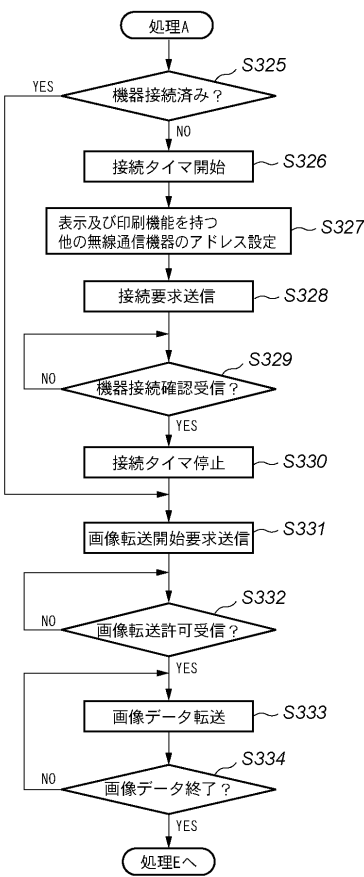 処理A
S325
機器接続済み?
YES
NO
接続タイマ開始
S326
表示及び印刷機能を持つ
他の無線通信機器のアドレス設定
S327
接続要求送信
S328
S329
機器接続確認受信?
NO
YES
接続タイマ停止
S330
画像転送開始要求送信
S331
S332
画像転送許可受信?
NO
YES
画像データ転送
S333
S334
画像データ終了?
NO
YES
処理Eへ